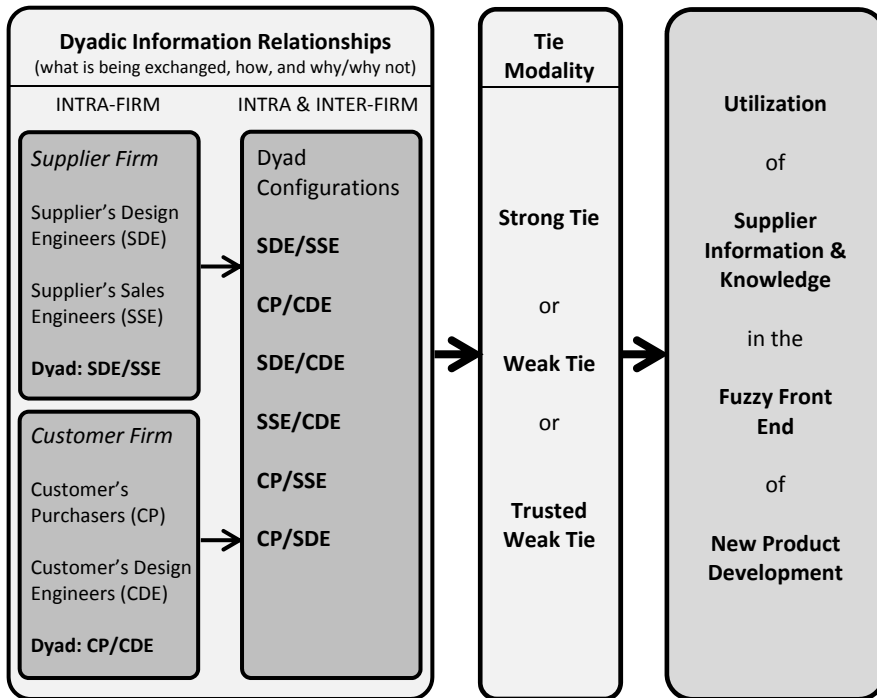 Dyadic Information Relationships
(what is being exchanged, how, and why/why not)
INTRA-FIRM
Supplier Firm
Supplier’s Design
Engineers (SDE)
Supplier’s Sales
Engineers (SSE)
Dyad: SDE/SSE
Customer Firm
Customer’s
Purchasers (CP)
Customer’s Design
Engineers (CDE)
Dyad: CP/CDE
INTRA & INTER-FIRM
Dyad
Configurations
SDE/SSE
CP/CDE
SDE/CDE
SSE/CDE
CP/SSE
CP/SDE
Tie
Modality
Strong Tie
or
Weak Tie
or
Trusted
Weak Tie
Utilization
of
Supplier
Information &
Knowledge
in the
Fuzzy Front
End
of
New Product
Development